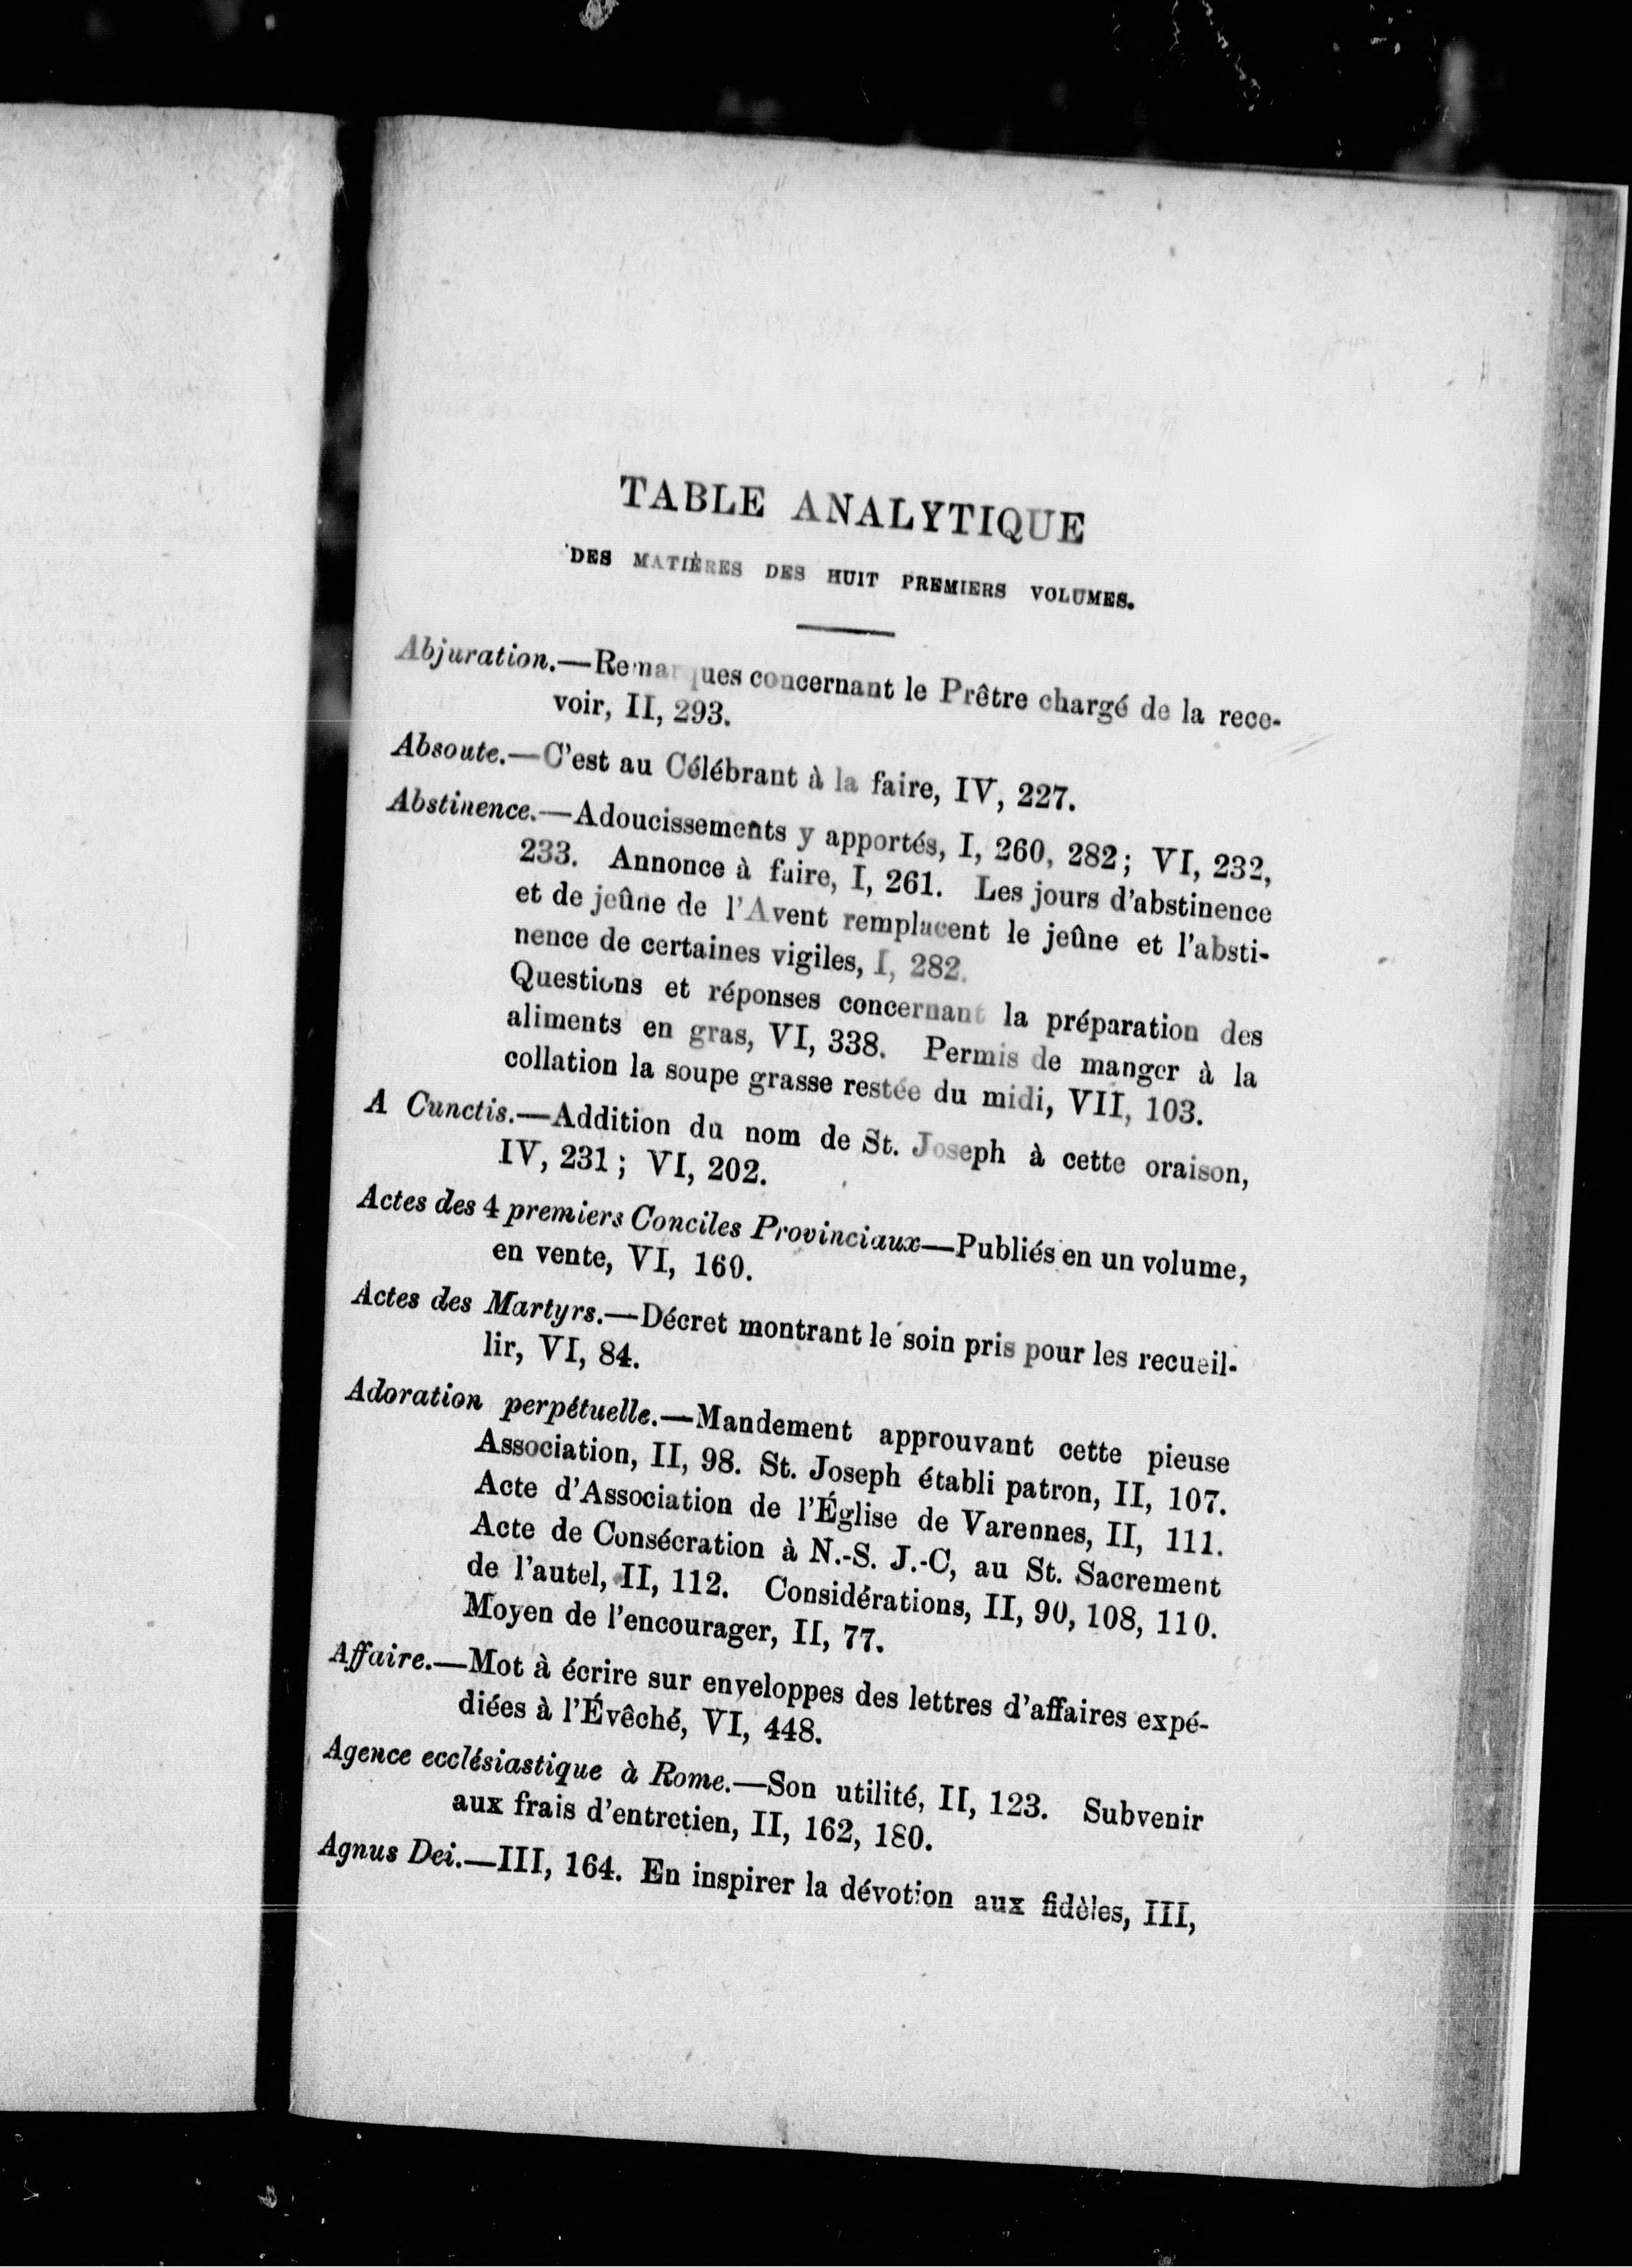 TABLE ANALYTIQUE
DES MATIÈRES DES HUIT PREMIERS VOLUMES.
Abjuration.—Remarques concernant le Prêtre chargé de la rece-
voir, II, 293.
Absoute.—C'est au Célébrant à la faire, IV, 227.
Abstinence.—Adoucissements y apportés, I, 260, 282; VI, 232,
233. Annonce à faire, I, 261. Les jours d'abstinence
et de jeûne de l'Avent remplacent le jeûne et l'absti-
nence de certaines vigiles, I, 282.
Questions et réponses concernant la préparation des
aliments en gras, VI, 338. Permis de manger à la
collation la soupe grasse restée du midi, VII, 103.
A Cunctis.—Addition du nom de St. Joseph à cette oraison,
IV, 231; VI, 202.
Actes des 4 premiers Conciles Provinciaux—Publiés en un volume,
en vente, VI, 160.
Actes des Martyrs.—Décret montrant le soin pris pour les recueil-
lir, VI, 84.
Adoration perpétuelle.—Mandement approuvant cette pieuse
Association, II, 98. St. Joseph établi patron, II, 107.
Acte d'Association de l'Église de Varennes, II, 111.
Acte de Consécration à N.-S. J.-C, au St. Sacrement
de l'autel, II, 112. Considérations, II, 90, 108, 110.
Moyen de l'encourager, II, 77.
Affaire.—Mot à écrire sur enveloppes des lettres d'affaires expé-
diées à l'Évêché, VI, 448.
Agence ecclésiastique à Rome.—Son utilité, II, 123. Subvenir
aux frais d'entretien, II, 162, 180.
Agnus Dei.—III, 164. En inspirer la dévotion aux fidèles, III,